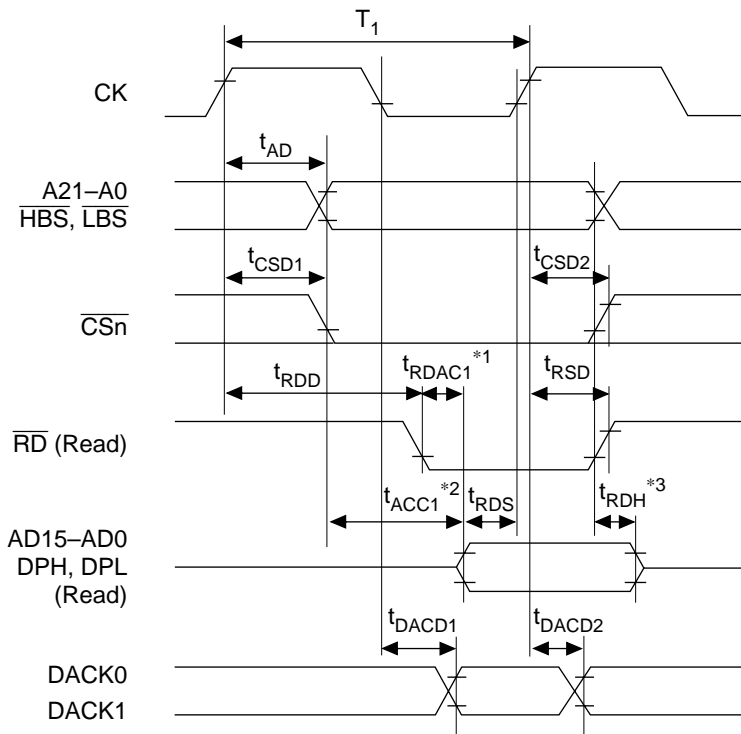 T1
CK
tAD
A21–A0
HBS, LBS
tCSD1
tCSD2
CSn
tRDD
tRDAC1*1
tRSD
RD (Read)
tACC1*2
tRDS
tRDH*3
AD15–AD0
DPH, DPL
(Read)
tDACD1
tDACD2
DACK0
DACK1